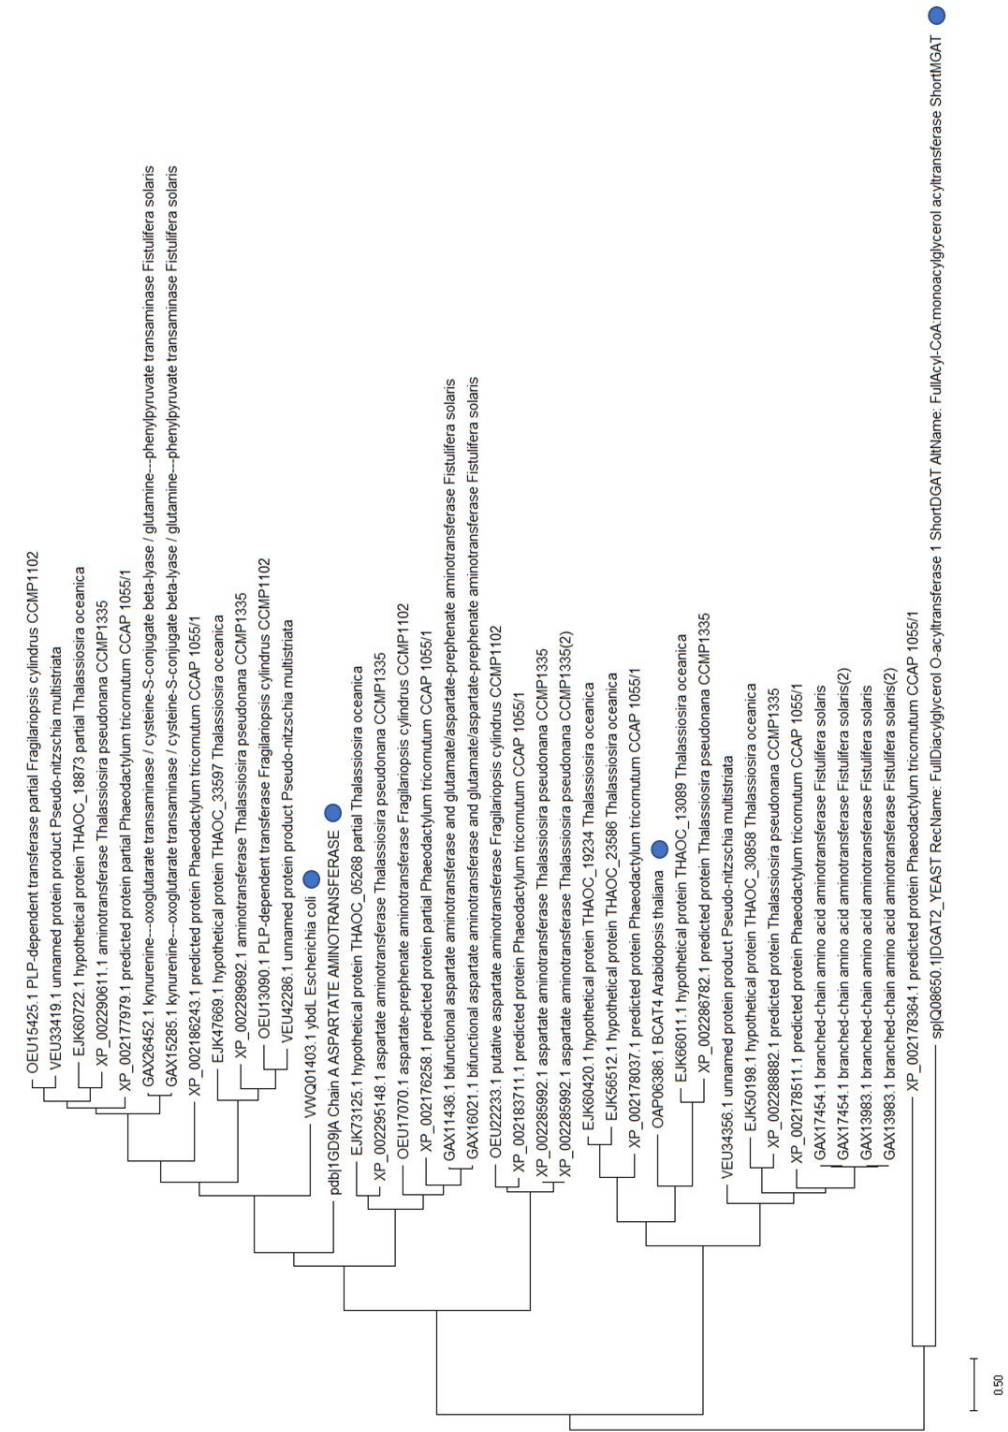 OEU15425.1 PLP-dependent transferase partial Fragilariopsis cylindrus CCMP1102
VEU33419.1 unnamed protein product Pseudo-nitzschia multistriata
EJK60722.1 hypothetical protein THAOC_18873 partial Thalassiosira oceanica
XP_002290611.1 aminotransferase Thalassiosira pseudonana CCMP1335
XP_002177979.1 predicted protein partial Phaeodactylum tricornutum CCAP 1055/1
GAX26452.1 kynurenine---oxoglutarate transaminase / cysteine-S-conjugate beta-lyase / glutamine---phenylpyruvate transaminase Fistulifera solaris
GAX15285.1 kynurenine---oxoglutarate transaminase / cysteine-S-conjugate beta-lyase / glutamine---phenylpyruvate transaminase Fistulifera solaris
XP_002186243.1 predicted protein Phaeodactylum tricornutum CCAP 1055/1
EJK47669.1 hypothetical protein THAOC_33597 Thalassiosira oceanica
XP_002289692.1 aminotransferase Thalassiosira pseudonana CCMP1335
OEU13090.1 PLP-dependent transferase Fragilariopsis cylindrus CCMP1102
VEU42286.1 unnamed protein product Pseudo-nitzschia multistriata
VWQ01403.1 ybdL Escherichia coli
pdb|1GD9|A Chain A ASPARTATE AMINOTRANSFERASE
EJK73125.1 hypothetical protein THAOC_05268 partial Thalassiosira oceanica
XP_002295148.1 aspartate aminotransferase Thalassiosira pseudonana CCMP1335
OEU17070.1 aspartate-prephenate aminotransferase Fragilariopsis cylindrus CCMP1102
XP_002176258.1 predicted protein partial Phaeodactylum tricornutum CCAP 1055/1
GAX11436.1 bifunctional aspartate aminotransferase and glutamate/aspartate-prephenate aminotransferase Fistulifera solaris
GAX16021.1 bifunctional aspartate aminotransferase and glutamate/aspartate-prephenate aminotransferase Fistulifera solaris
OEU22233.1 putative aspartate aminotransferase Fragilariopsis cylindrus CCMP1102
XP_002183711.1 predicted protein Phaeodactylum tricornutum CCAP 1055/1
XP_002285992.1 aspartate aminotransferase Thalassiosira pseudonana CCMP1335
XP_002285992.1 aspartate aminotransferase Thalassiosira pseudonana CCMP1335(2)
EJK60420.1 hypothetical protein THAOC_19234 Thalassiosira oceanica
EJK56512.1 hypothetical protein THAOC_23586 Thalassiosira oceanica
XP_002178037.1 predicted protein Phaeodactylum tricornutum CCAP 1055/1
OAP06386.1 BCAT4 Arabidopsis thaliana
EJK66011.1 hypothetical protein THAOC_13089 Thalassiosira oceanica
XP_002286782.1 predicted protein Thalassiosira pseudonana CCMP1335
VEU34356.1 unnamed protein product Pseudo-nitzschia multistriata
EJK50198.1 hypothetical protein THAOC_30858 Thalassiosira oceanica
XP_002288882.1 predicted protein Thalassiosira pseudonana CCMP1335
XP_002178511.1 predicted protein Phaeodactylum tricornutum CCAP 1055/1
GAX17454.1 branched-chain amino acid aminotransferase Fistulifera solaris
GAX17454.1 branched-chain amino acid aminotransferase Fistulifera solaris(2)
GAX13983.1 branched-chain amino acid aminotransferase Fistulifera solaris
GAX13983.1 branched-chain amino acid aminotransferase Fistulifera solaris(2)
XP_002178364.1 predicted protein Phaeodactylum tricornutum CCAP 1055/1
sp|Q08650.1|DGAT2_YEAST RecName: FullDiacylglycerol O-acyltransferase 1 ShortDGAT AltName: FullAcyl-CoA:monoacylglycerol acyltransferase ShortMGAT
0.50